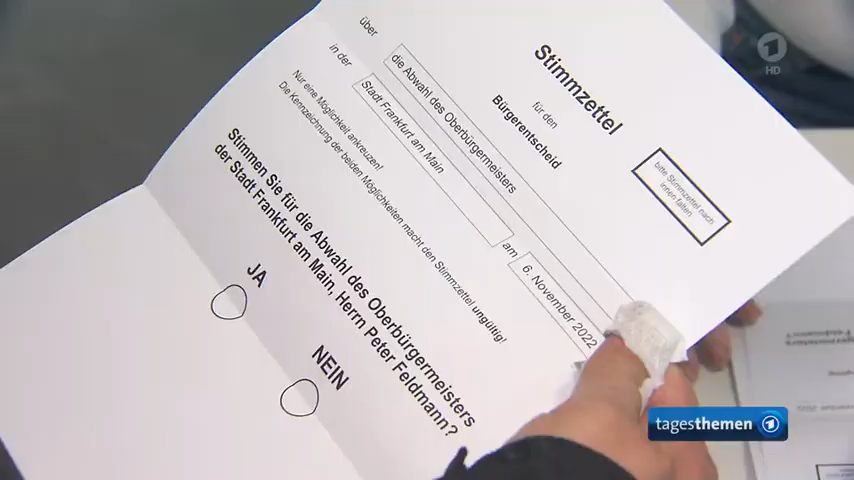 Stimmzettel
für den
Bürgerentscheid
bitte Stimmzettel nach
innen falten
über
die Abwahl des Oberbürgermeisters
in der
Stadt Frankfurt am Main
am
6. November 2022
Nur eine Möglichkeit ankreuzen!
Die Kennzeichnung der beiden Möglichkeiten macht den Stimmzettel ungültig!
Stimmen Sie für die Abwahl des Oberbürgermeisters
der Stadt Frankfurt am Main, Herrn Peter Feldmann?
JA
NEIN
1
HD
tagesthemen 1